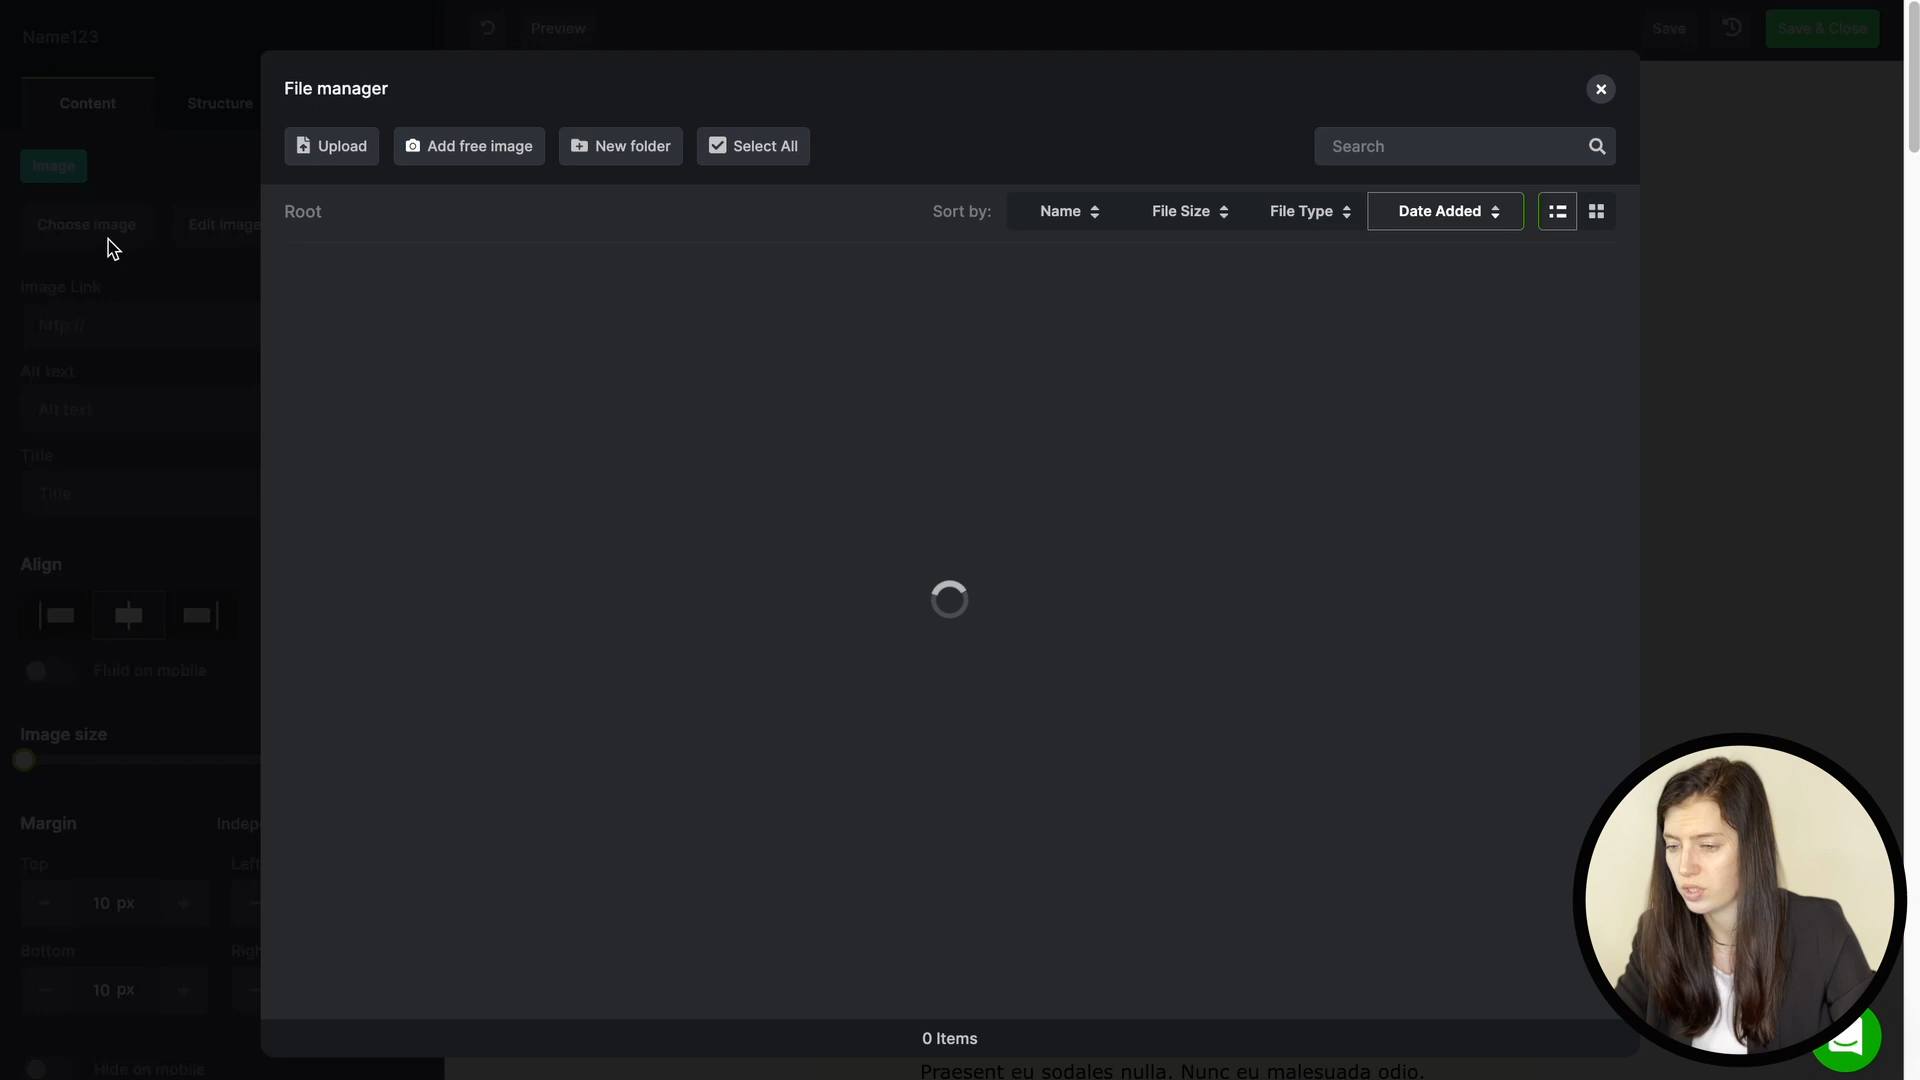 Name123
Preview
Save
Save & Close
File manager
Content
Structure
Upload
Add free image
New folder
Select All
Search
Image
Root
Sort by:
Name
File Size
File Type
Date Added
Choose image
Edit Image
Image Link
http://
Alt text
Alt text
Title
Title
Align
Fluid on mobile
Image size
Margin
Top
10 px
Bottom
10 px
0 Items
Hide on mobile
Praesent eu sodales nulla. Nunc eu malesuada odio.